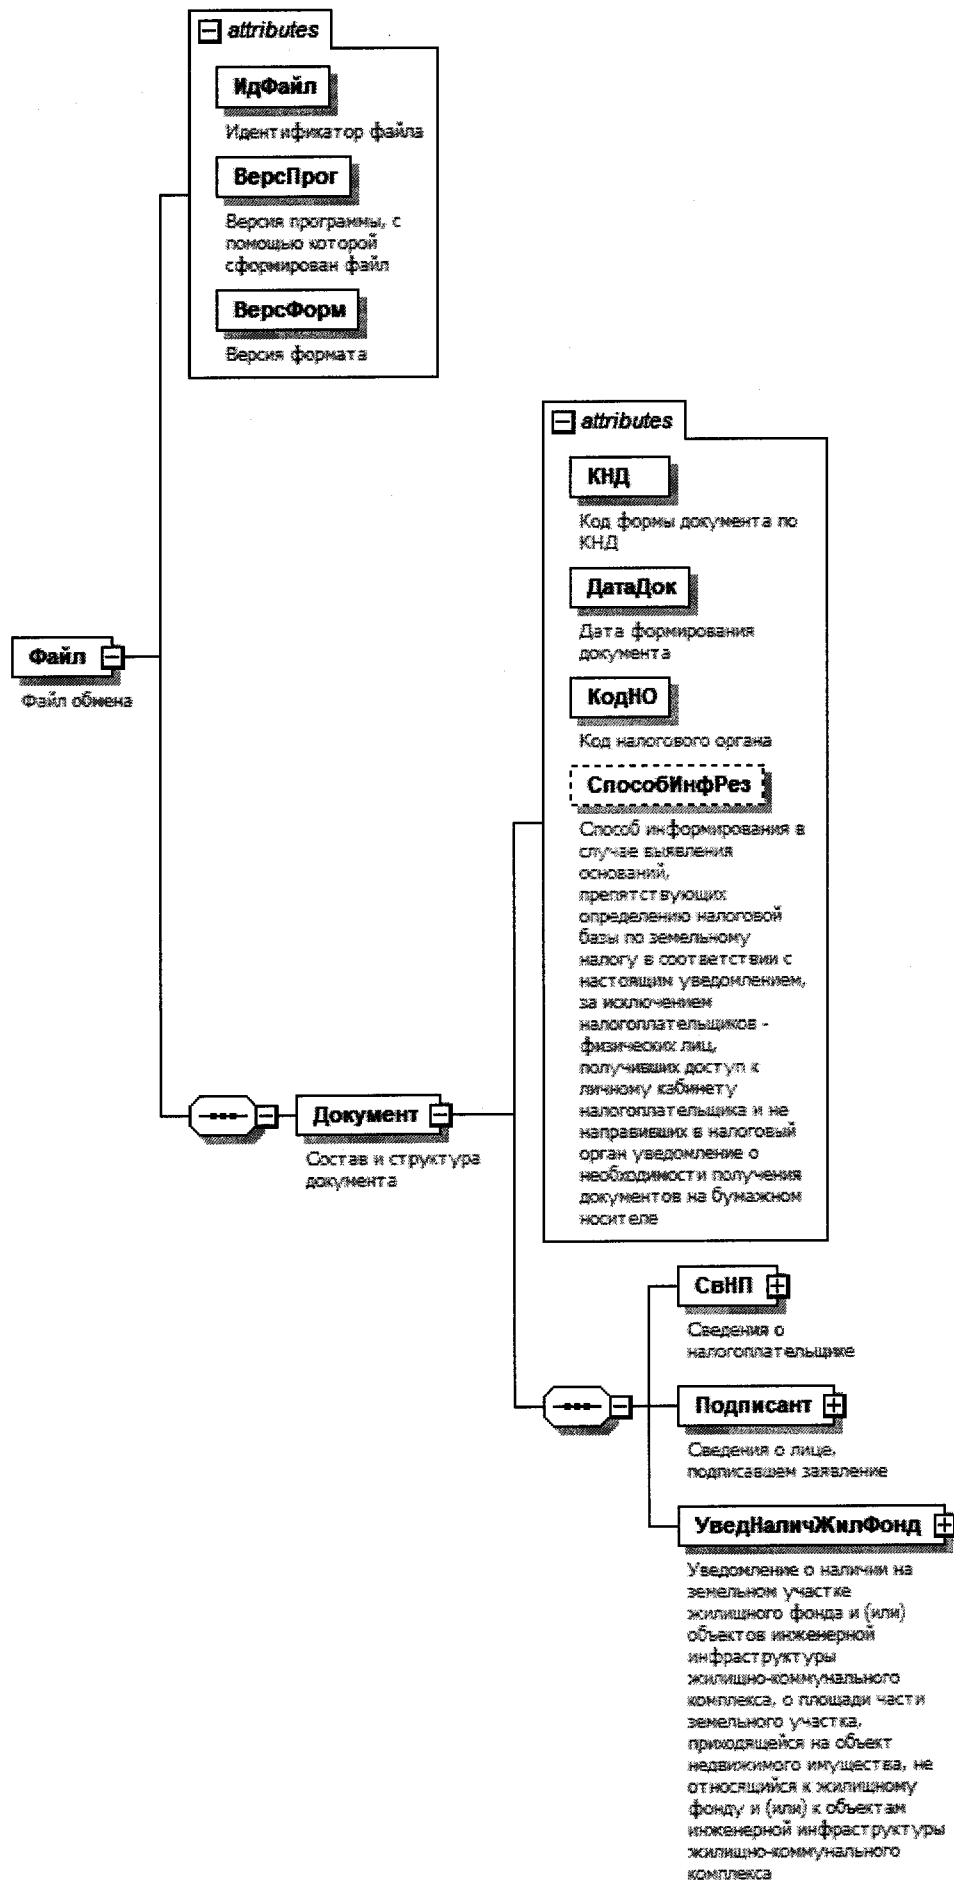 attributes
ИдФайл
Идентификатор файла
ВерсПрог
Версия программы, с
помощью которой
сформирован файл
ВерсФорм
Версия формата
attributes
КНД
Код формы документа по
КНД
ДатаДок
Дата формирования
документа
КодНО
Код налогового органа
СпособИнфРез
Способ информирования в
случае выявления
оснований,
препятствующих
определению налоговой
базы по земельному
налогу в соответствии с
настоящим уведомлением,
за исключением
налогоплательщиков -
физических лиц,
получивших доступ к
личному кабинету
налогоплательщика и не
направивших в налоговый
орган уведомление о
необходимости получения
документов на бумажном
носителе
Файл
Файл обмена
Документ
Состав и структура
документа
СвНП
Сведения о
налогоплательщике
Подписант
Сведения о лице,
подписавшем заявление
УведНаличЖилФонд
Уведомление о наличии на
земельном участке
жилищного фонда и (или)
объектов инженерной
инфраструктуры
жилищно-коммунального
комплекса, о площади части
земельного участка,
приходящейся на объект
недвижимого имущества, не
относящийся к жилищному
фонду и (или) к объектам
инженерной инфраструктуры
жилищно-коммунального
комплекса